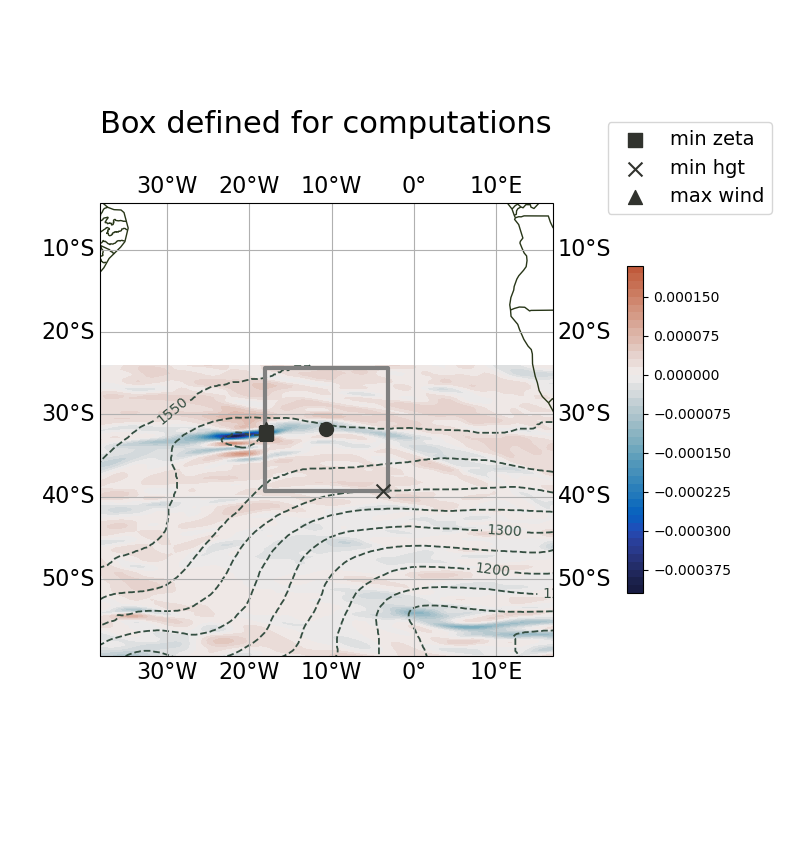 Box defined for computations
min zeta
min hgt
max wind
30°W 20°W 10°W 0° 10°E
10°S 10°S
20°S 20°S
30°S 30°S
40°S 40°S
50°S 50°S
1550
1300
1200
1
30°W 20°W 10°W 0° 10°E
0.000150
0.000075
0.000000
−0.000075
−0.000150
−0.000225
−0.000300
−0.000375